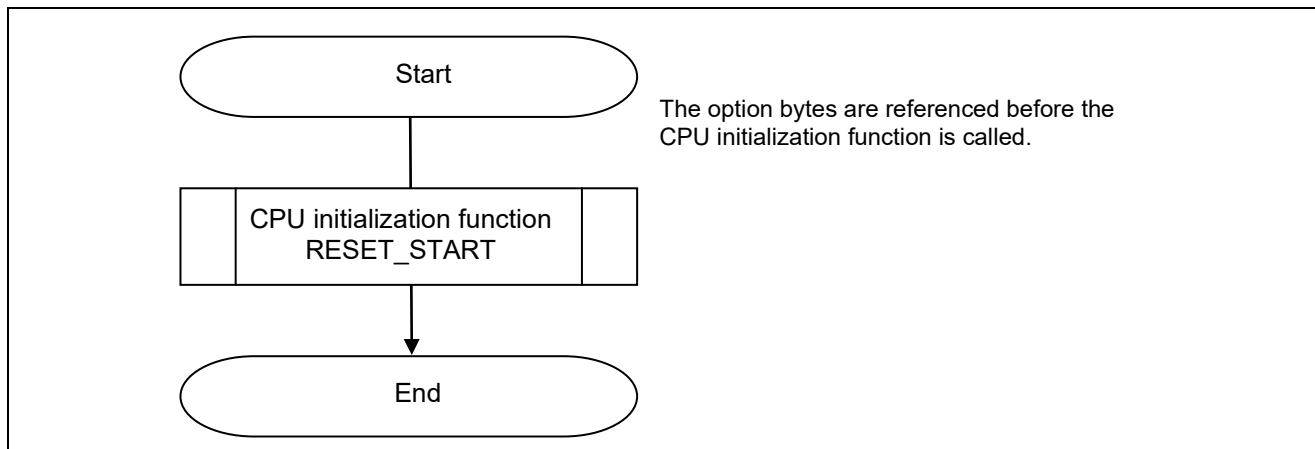 Start
The option bytes are referenced before the
CPU initialization function is called.
CPU initialization function
RESET_START
End